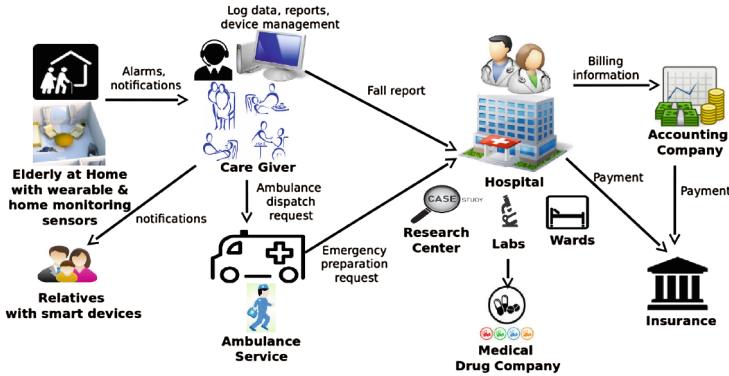 Log data, reports,
device management
Alarms,
notifications
Fall report
Billing
information
Elderly at Home
with wearable &
home monitoring
sensors
Care Giver
Hospital
Accounting
Company
notifications
Ambulance
dispatch
request
Payment
Payment
CASE STUDY
Research
Center
Labs
Wards
Emergency
preparation
request
Relatives
with smart devices
Ambulance
Service
Medical
Drug Company
Insurance